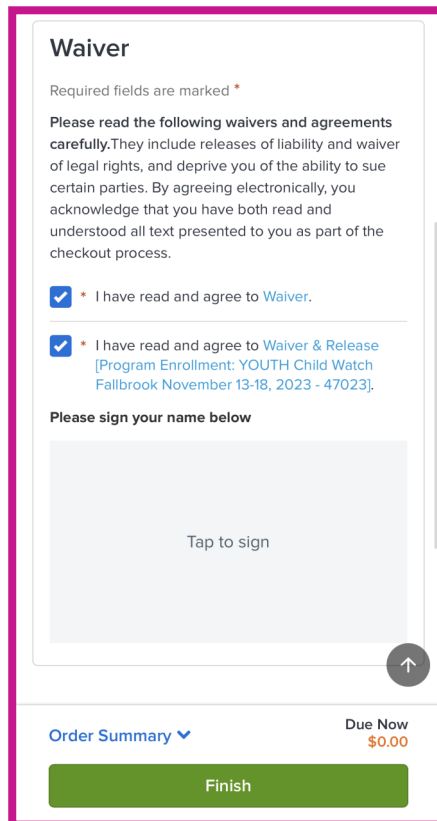 Waiver
Required fields are marked *
Please read the following waivers and agreements
carefully.They include releases of liability and waiver
of legal rights, and deprive you of the ability to sue
certain parties. By agreeing electronically, you
acknowledge that you have both read and
understood all text presented to you as part of the
checkout process.
* I have read and agree to Waiver.
* I have read and agree to Waiver & Release
[Program Enrollment: YOUTH Child Watch
Fallbrook November 13-18, 2023 - 47023].
Please sign your name below
Tap to sign
Order Summary
Due Now
$0.00
Finish